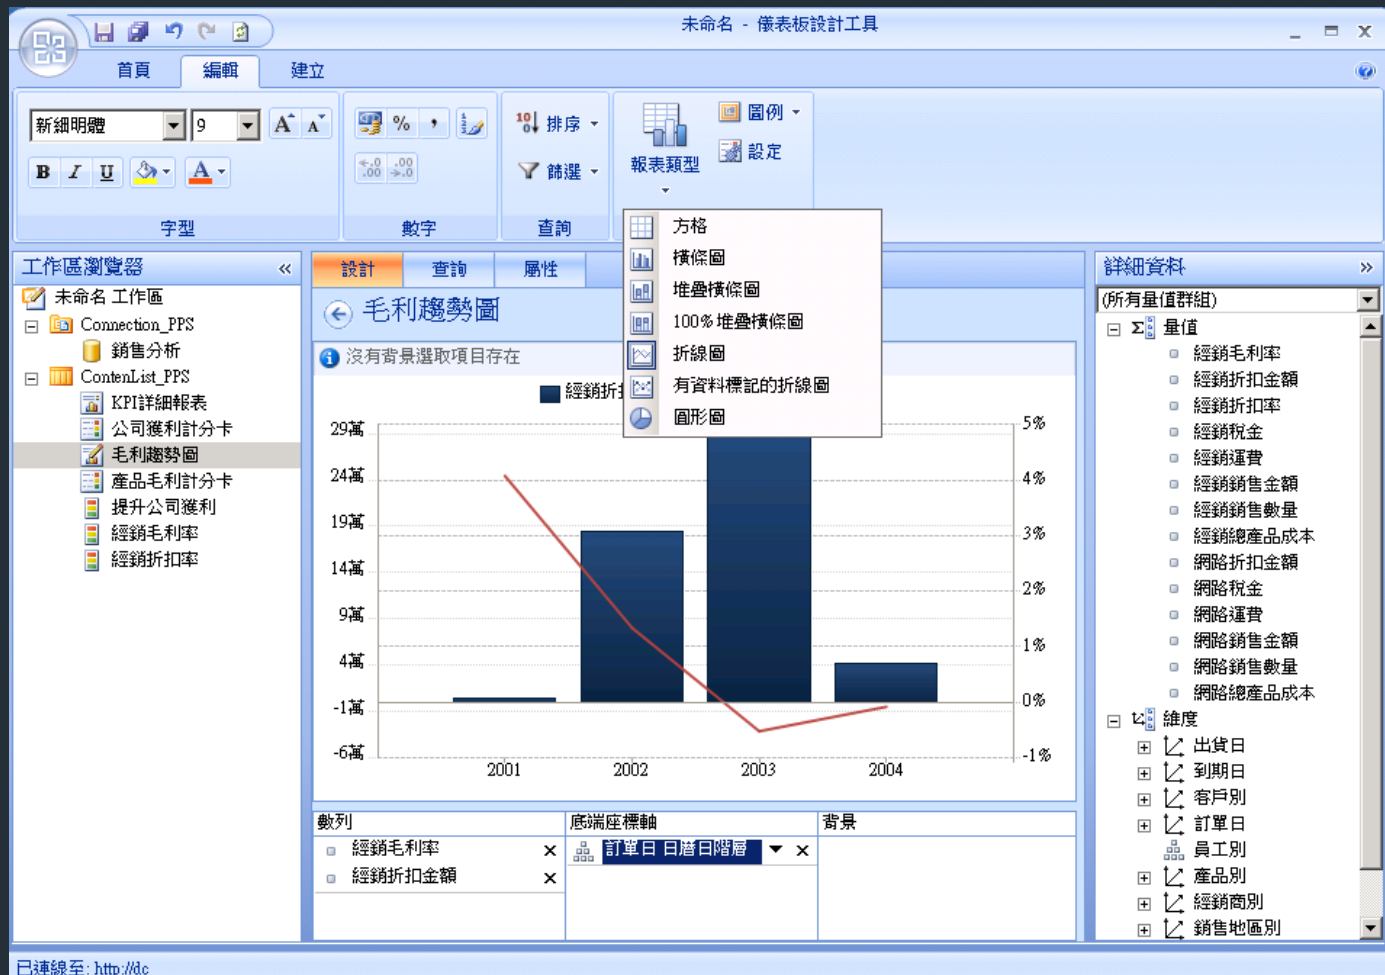 未命名 - 儀表板設計工具
首頁 編輯 建立
新細明體 9 A A
B I U A
% ,
10 排序
篩選
報表類型
圖例
設定
字型 數字 查詢
方格
橫條圖
堆疊橫條圖
100% 堆疊橫條圖
折線圖
有資料標記的折線圖
圓形圖
工作區瀏覽器 «
未命名 工作區
Connection_PPS
銷售分析
ContenList_PPS
KPI詳細報表
公司獲利計分卡
毛利趨勢圖
產品毛利計分卡
提升公司獲利
經銷毛利率
經銷折扣率
設計 查詢 屬性
毛利趨勢圖
沒有背景選取項目存在
經銷折
29萬
24萬
19萬
14萬
9萬
4萬
-1萬
-6萬
5%
4%
3%
2%
1%
0%
-1%
2001 2002 2003 2004
數列 底端座標軸 背景
經銷毛利率
經銷折扣金額
訂單日 日曆日階層
詳細資料 »
(所有量值群組)
Σ 量值
經銷毛利率
經銷折扣金額
經銷折扣率
經銷稅金
經銷運費
經銷銷售金額
經銷銷售數量
經銷總產品成本
網路折扣金額
網路稅金
網路運費
網路銷售金額
網路銷售數量
網路總產品成本
維度
出貨日
到期日
客戶別
訂單日
員工別
產品別
經銷商別
銷售地區別
已連線至: http://dc